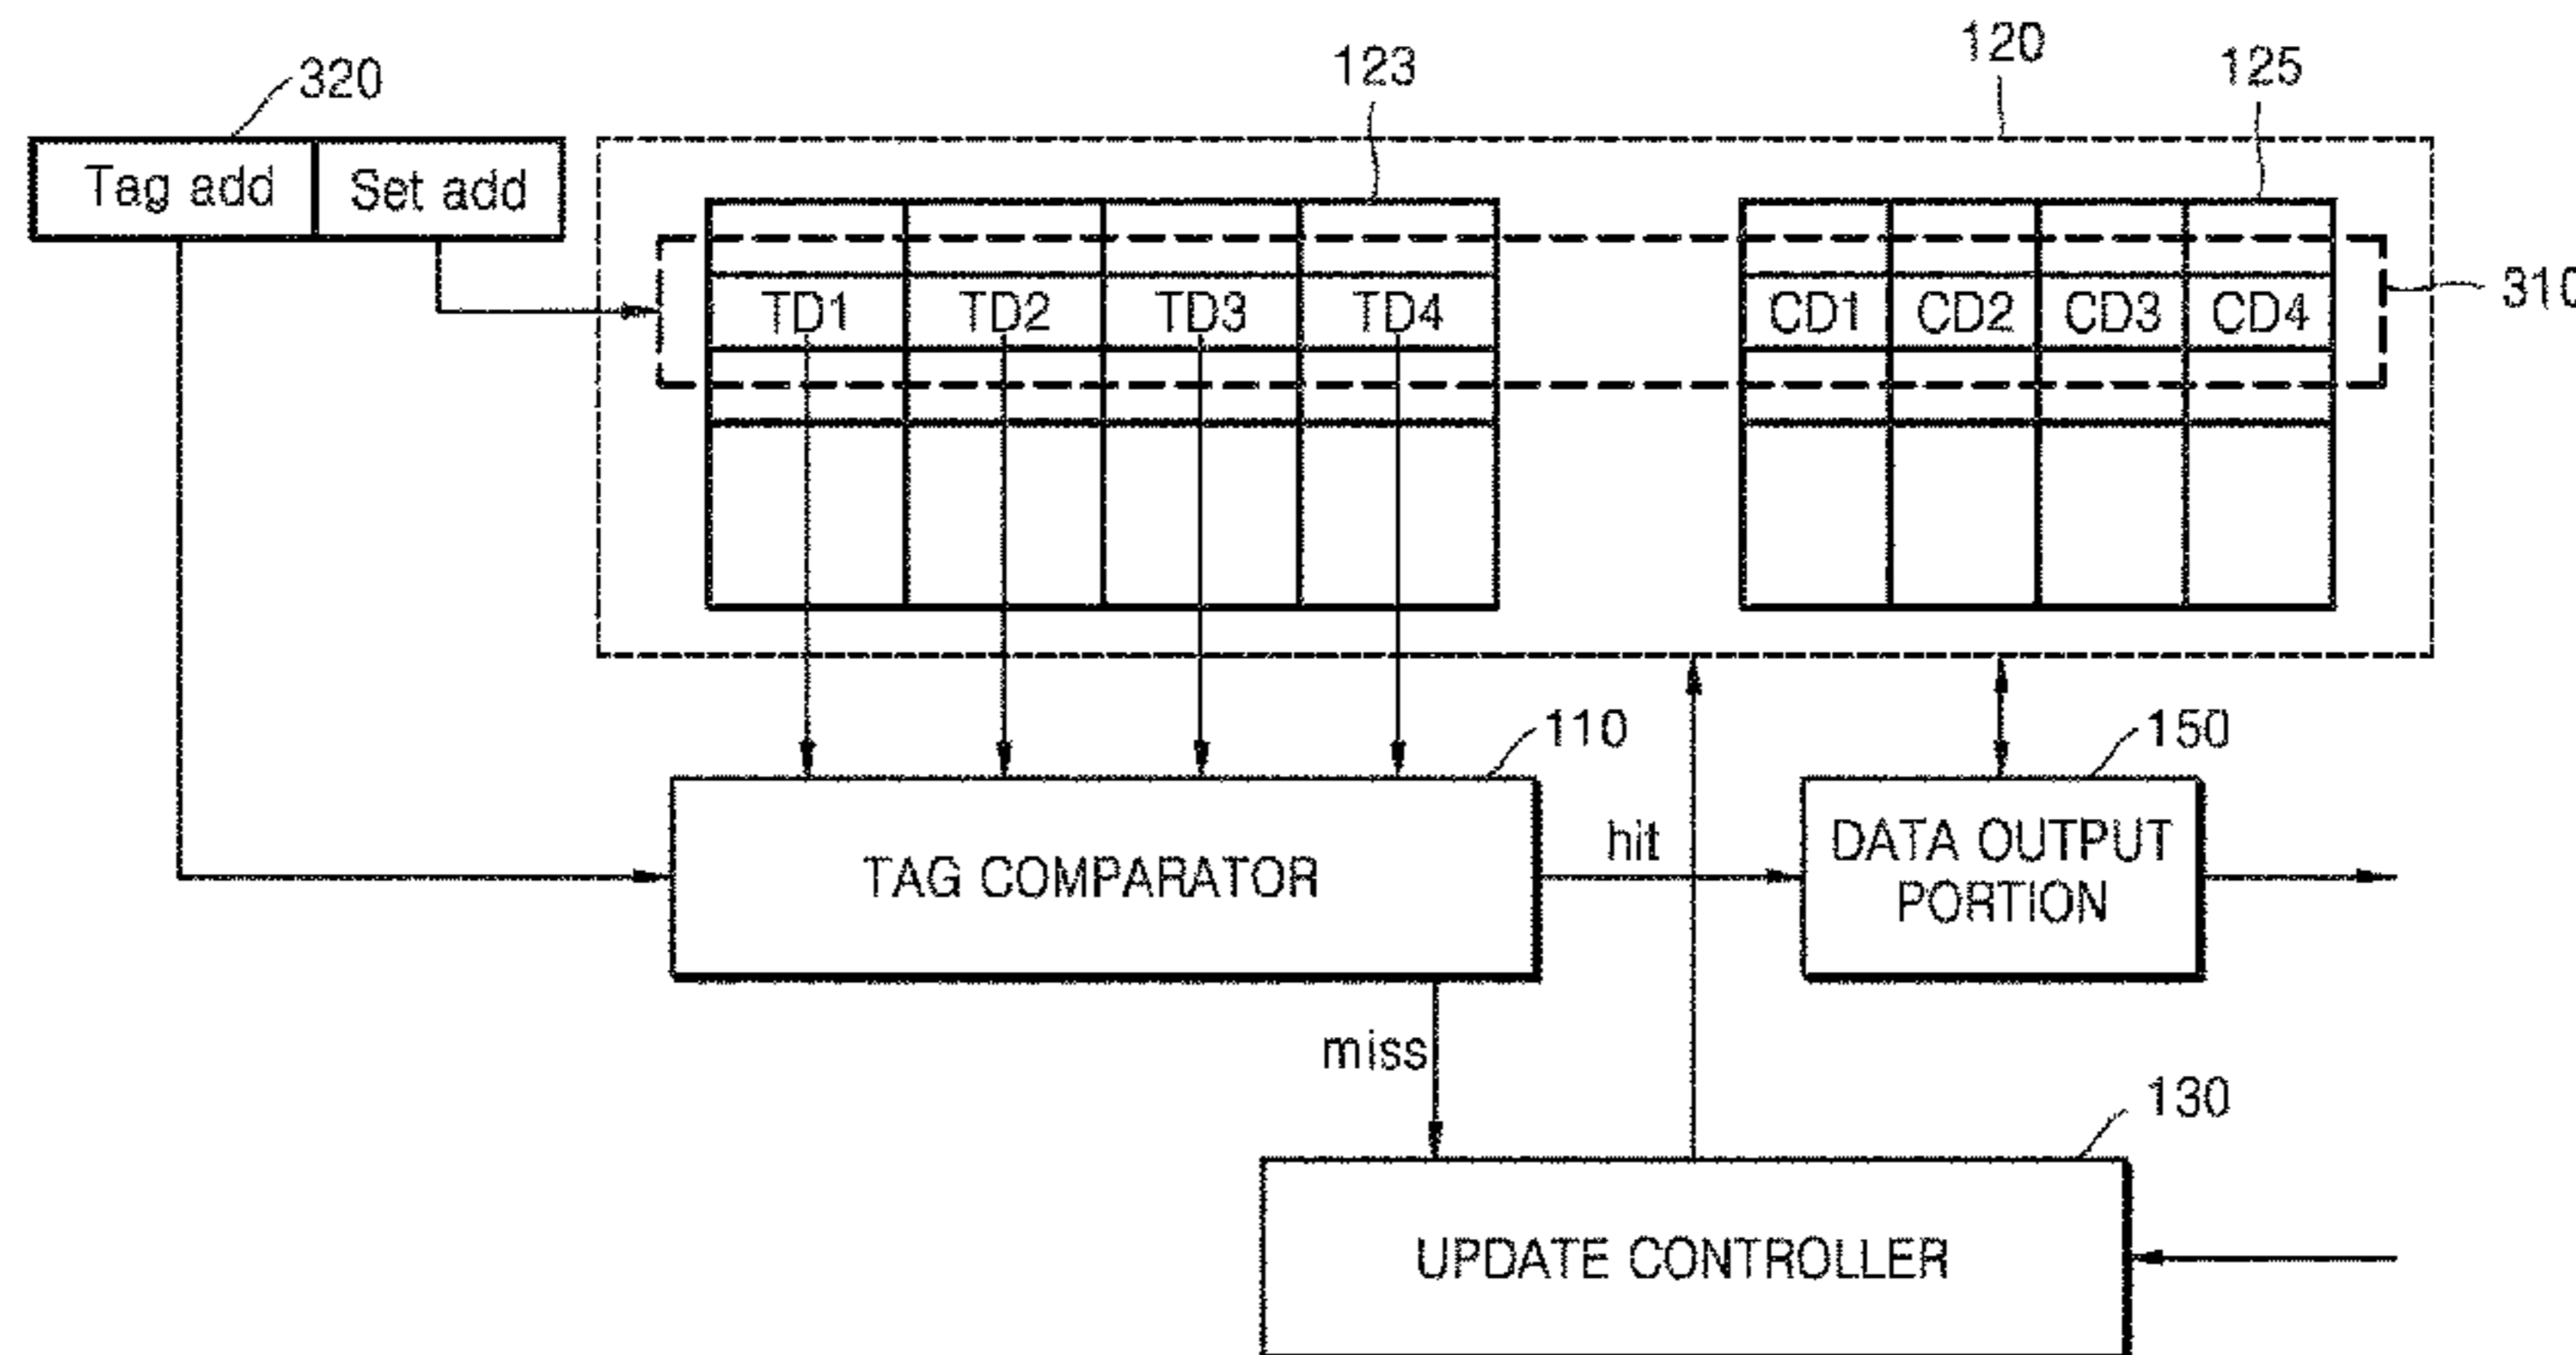 120
123
125
320
Tag add
Set add
310
TD1
TD2
TD3
TD4
CD1
CD2
CD3
CD4
110
150
TAG COMPARATOR
hit
DATA OUTPUT
PORTION
miss
130
UPDATE CONTROLLER